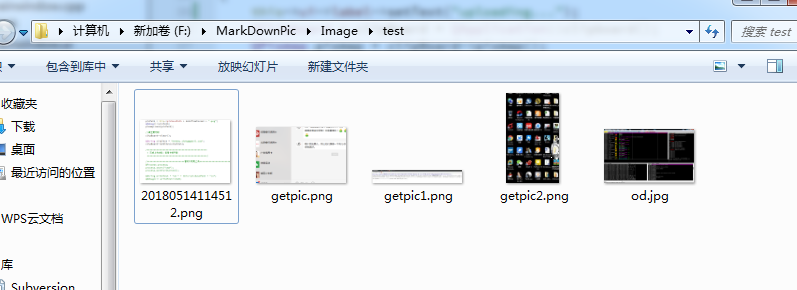 计算机 ▸ 新加卷 (F:) ▸ MarkDownPic ▸ Image ▸ test
搜索 test
包含到库中 共享 放映幻灯片 新建文件夹
收藏夹
下载
桌面
最近访问的位置
WPS云文档
库
Subversion
2018051411451
2.png
getpic.png
getpic1.png
getpic2.png
od.jpg